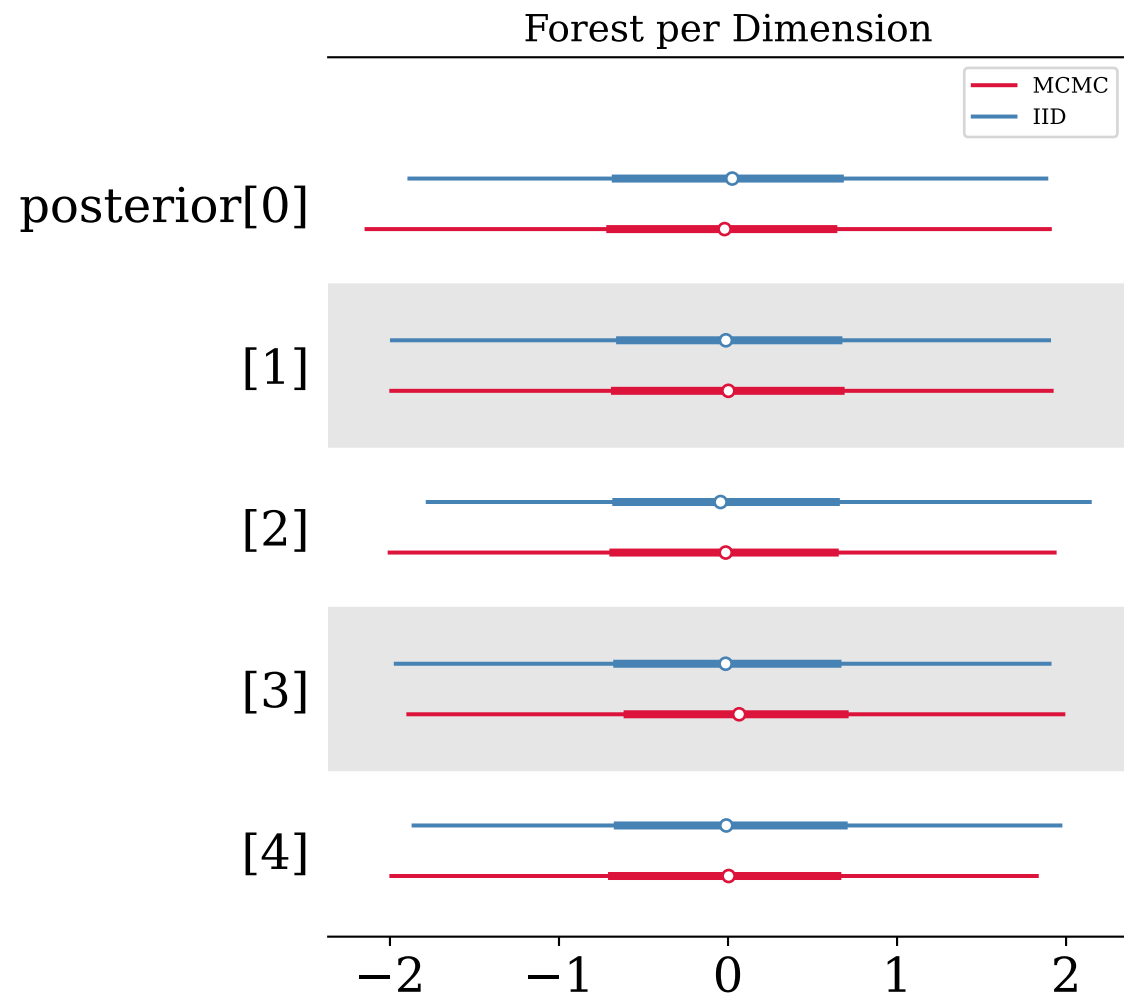 Forest per Dimension
MCMC
IID
posterior[0]
[1]
[2]
[3]
[4]
−2 −1 0 1 2